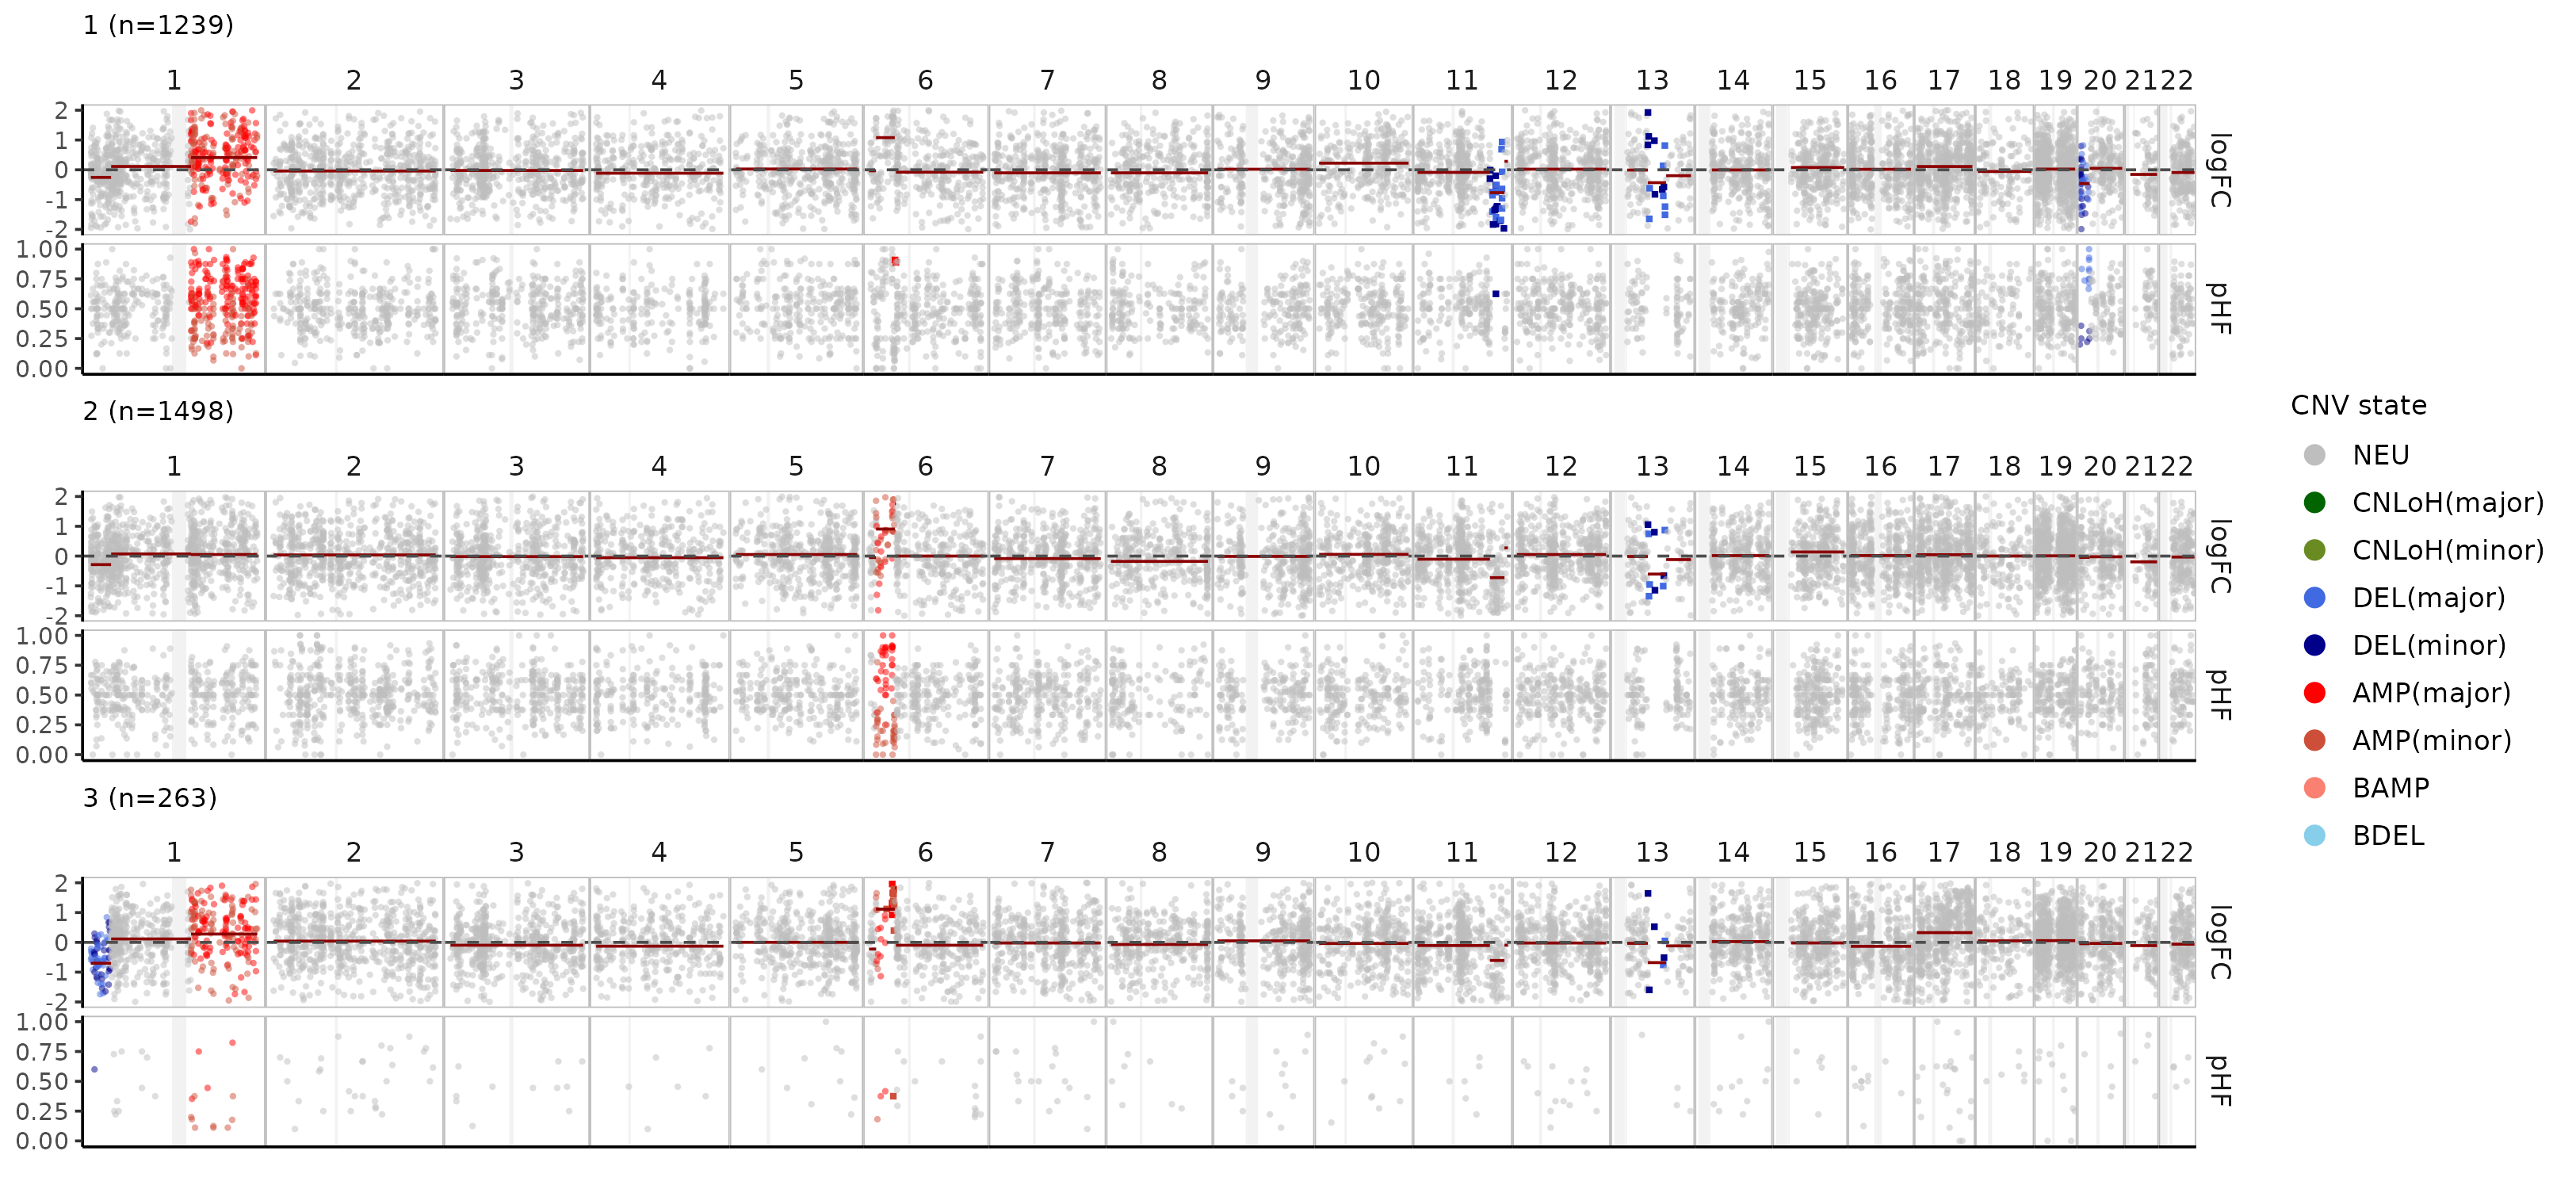 1 (n=1239)
1 2 3 4 5 6 7 8 9 10 11 12 13 14 15 16 17 18 19 20 21 22
2
1
0
-1
-2
logFC
1.00
0.75
0.50
0.25
0.00
pHF
2 (n=1498)
1 2 3 4 5 6 7 8 9 10 11 12 13 14 15 16 17 18 19 20 21 22
2
1
0
-1
-2
logFC
1.00
0.75
0.50
0.25
0.00
pHF
3 (n=263)
1 2 3 4 5 6 7 8 9 10 11 12 13 14 15 16 17 18 19 20 21 22
2
1
0
-1
-2
logFC
1.00
0.75
0.50
0.25
0.00
pHF
CNV state
NEU
CNLoH(major)
CNLoH(minor)
DEL(major)
DEL(minor)
AMP(major)
AMP(minor)
BAMP
BDEL